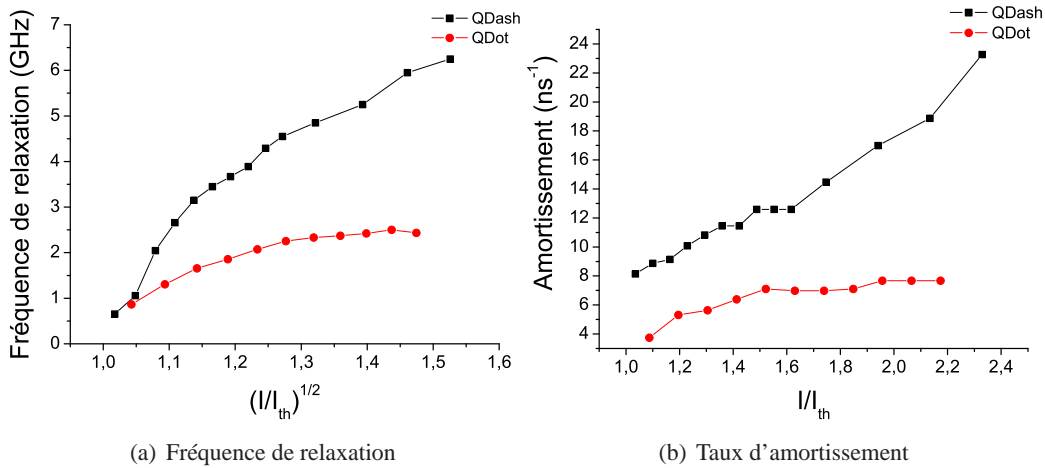 QDash
QDot
Fréquence de relaxation (GHz)
7
6
5
4
3
2
1
0
1,0 1,1 1,2 1,3 1,4 1,5 1,6
(I/I_th)^1/2
(a) Fréquence de relaxation
QDash
QDot
Amortissement (ns^-1)
24
22
20
18
16
14
12
10
8
6
4
1,0 1,2 1,4 1,6 1,8 2,0 2,2 2,4
I/I_th
(b) Taux d'amortissement